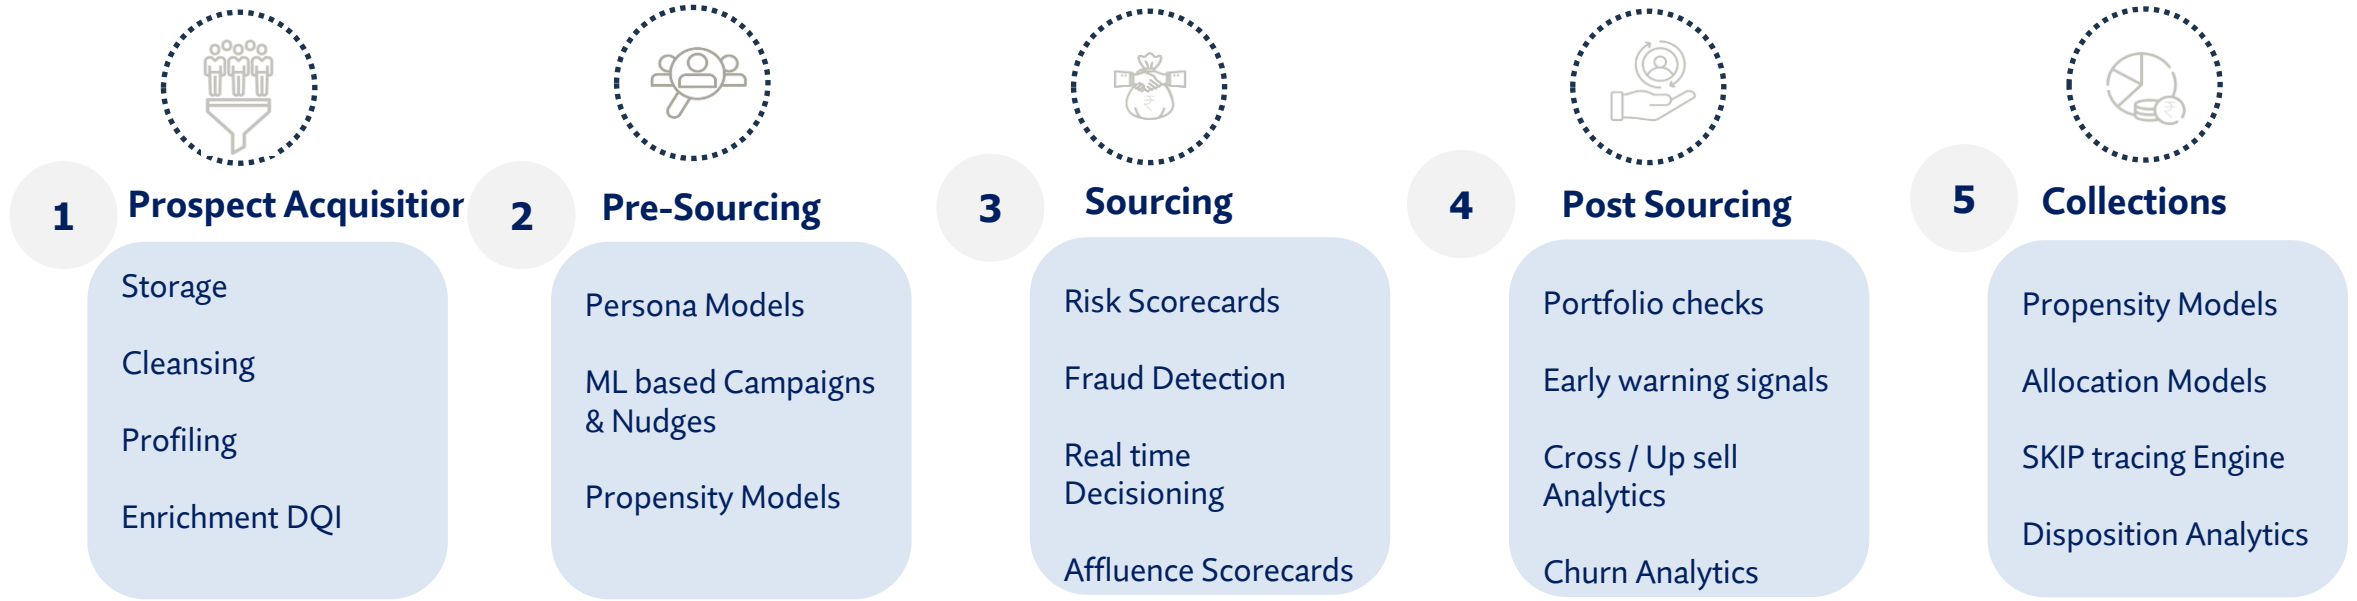 1
Prospect Acquisition
Storage
Cleansing
Profiling
Enrichment DQI
2
Pre-Sourcing
Persona Models
ML based Campaigns
& Nudges
Propensity Models
3
₹
Sourcing
Risk Scorecards
Fraud Detection
Real time
Decisioning
Affluence Scorecards
4
Post Sourcing
Portfolio checks
Early warning signals
Cross / Up sell
Analytics
Churn Analytics
5
₹
Collections
Propensity Models
Allocation Models
SKIP tracing Engine
Disposition Analytics